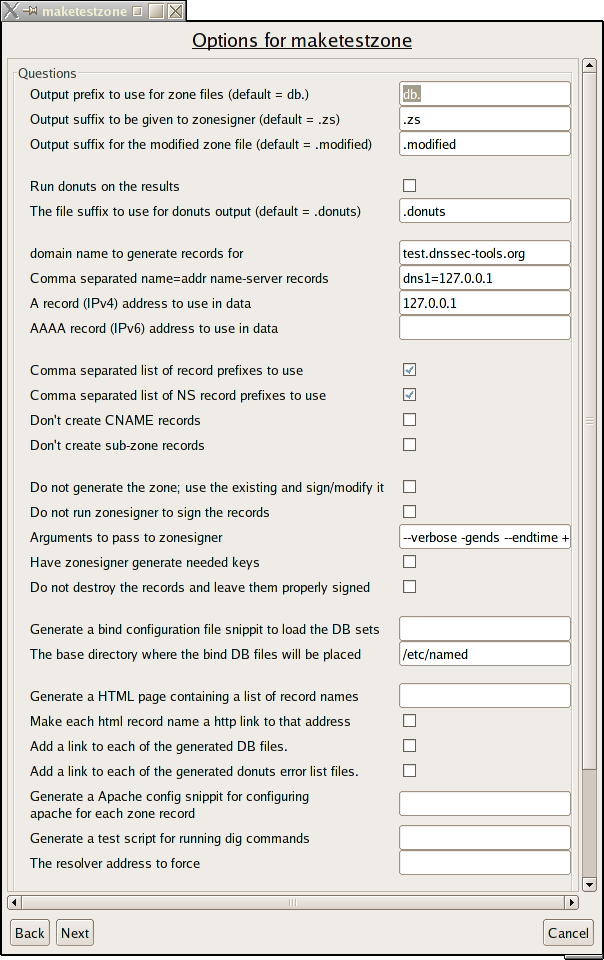 maketestzone
Options for maketestzone
Questions
Output prefix to use for zone files (default = db.) db.
Output suffix to be given to zonesigner (default = .zs) .zs
Output suffix for the modified zone file (default = .modified) .modified
Run donuts on the results
The file suffix to use for donuts output (default = .donuts) .donuts
domain name to generate records for test.dnssec-tools.org
Comma separated name=addr name-server records dns1=127.0.0.1
A record (IPv4) address to use in data 127.0.0.1
AAAA record (IPv6) address to use in data
Comma separated list of record prefixes to use
Comma separated list of NS record prefixes to use
Don't create CNAME records
Don't create sub-zone records
Do not generate the zone; use the existing and sign/modify it
Do not run zonesigner to sign the records
Arguments to pass to zonesigner --verbose -gends --endtime +
Have zonesigner generate needed keys
Do not destroy the records and leave them properly signed
Generate a bind configuration file snippit to load the DB sets
The base directory where the bind DB files will be placed /etc/named
Generate a HTML page containing a list of record names
Make each html record name a http link to that address
Add a link to each of the generated DB files.
Add a link to each of the generated donuts error list files.
Generate a Apache config snippit for configuring
apache for each zone record
Generate a test script for running dig commands
The resolver address to force
Back Next Cancel